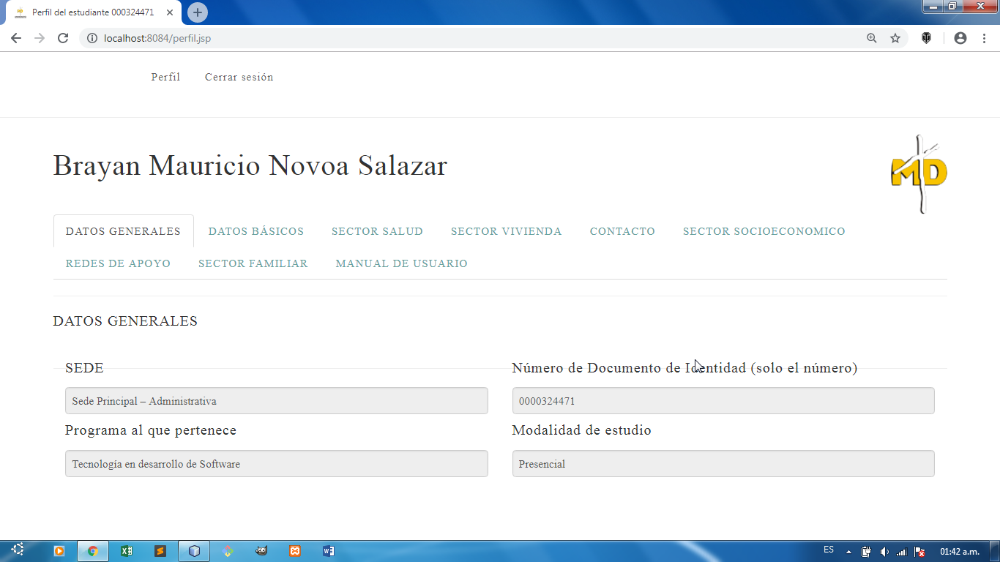 Perfil del estudiante 000324471
localhost:8084/perfil.jsp
Perfil Cerrar sesión
Brayan Mauricio Novoa Salazar
MD
DATOS GENERALES DATOS BÁSICOS SECTOR SALUD SECTOR VIVIENDA CONTACTO SECTOR SOCIOECONOMICO
REDES DE APOYO SECTOR FAMILIAR MANUAL DE USUARIO
DATOS GENERALES
SEDE
Número de Documento de Identidad (solo el número)
Sede Principal – Administrativa
0000324471
Programa al que pertenece
Modalidad de estudio
Tecnología en desarrollo de Software
Presencial
ES
01:42 a.m.